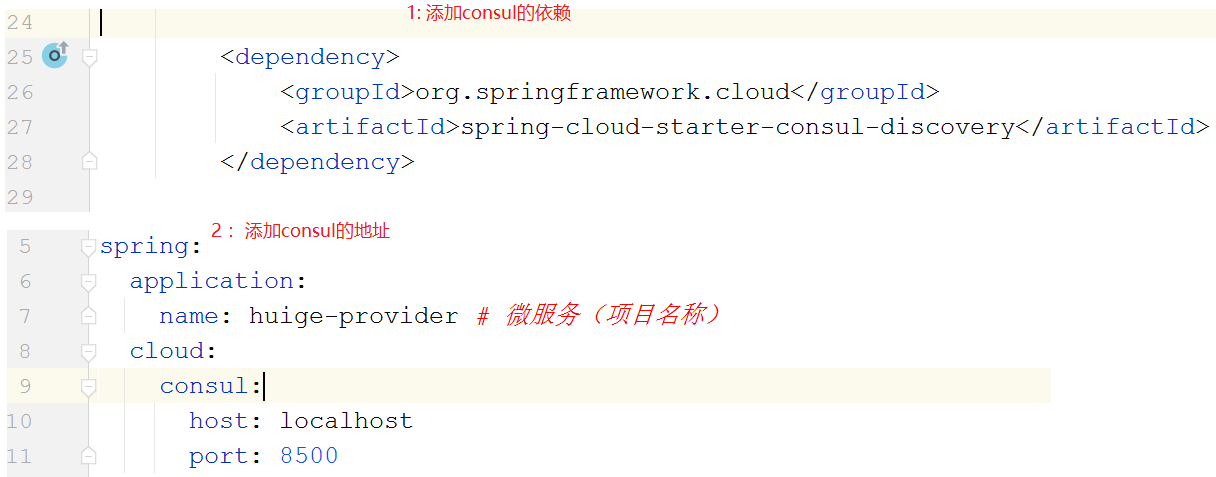 1: 添加consul的依赖
24
25 <dependency>
26 <groupId>org.springframework.cloud</groupId>
27 <artifactId>spring-cloud-starter-consul-discovery</artifactId>
28 </dependency>
29
2 ：添加consul的地址
5 spring:
6 application:
7 name: huige-provider # 微服务（项目名称）
8 cloud:
9 consul:
10 host: localhost
11 port: 8500